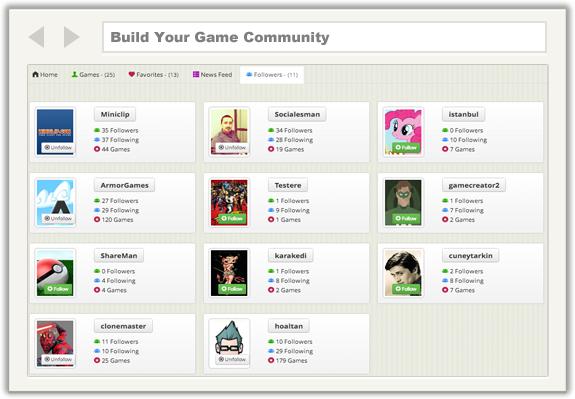 Build Your Game Community
Home Games - (25) Favorites - (13) News Feed Followers - (11)
Miniclip
35 Followers
37 Following
44 Games
Unfollow
Socialesman
34 Followers
28 Following
19 Games
Unfollow
istanbul
0 Followers
10 Following
7 Games
Follow
ArmorGames
27 Followers
29 Following
120 Games
Unfollow
Testere
1 Followers
9 Following
1 Games
Follow
gamecreator2
1 Followers
7 Following
2 Games
Follow
ShareMan
0 Followers
4 Following
4 Games
Follow
karakedi
1 Followers
8 Following
2 Games
Follow
cuneytarkin
2 Followers
8 Following
7 Games
Follow
clonemaster
11 Followers
10 Following
25 Games
Unfollow
hoaltan
10 Followers
29 Following
179 Games
Unfollow